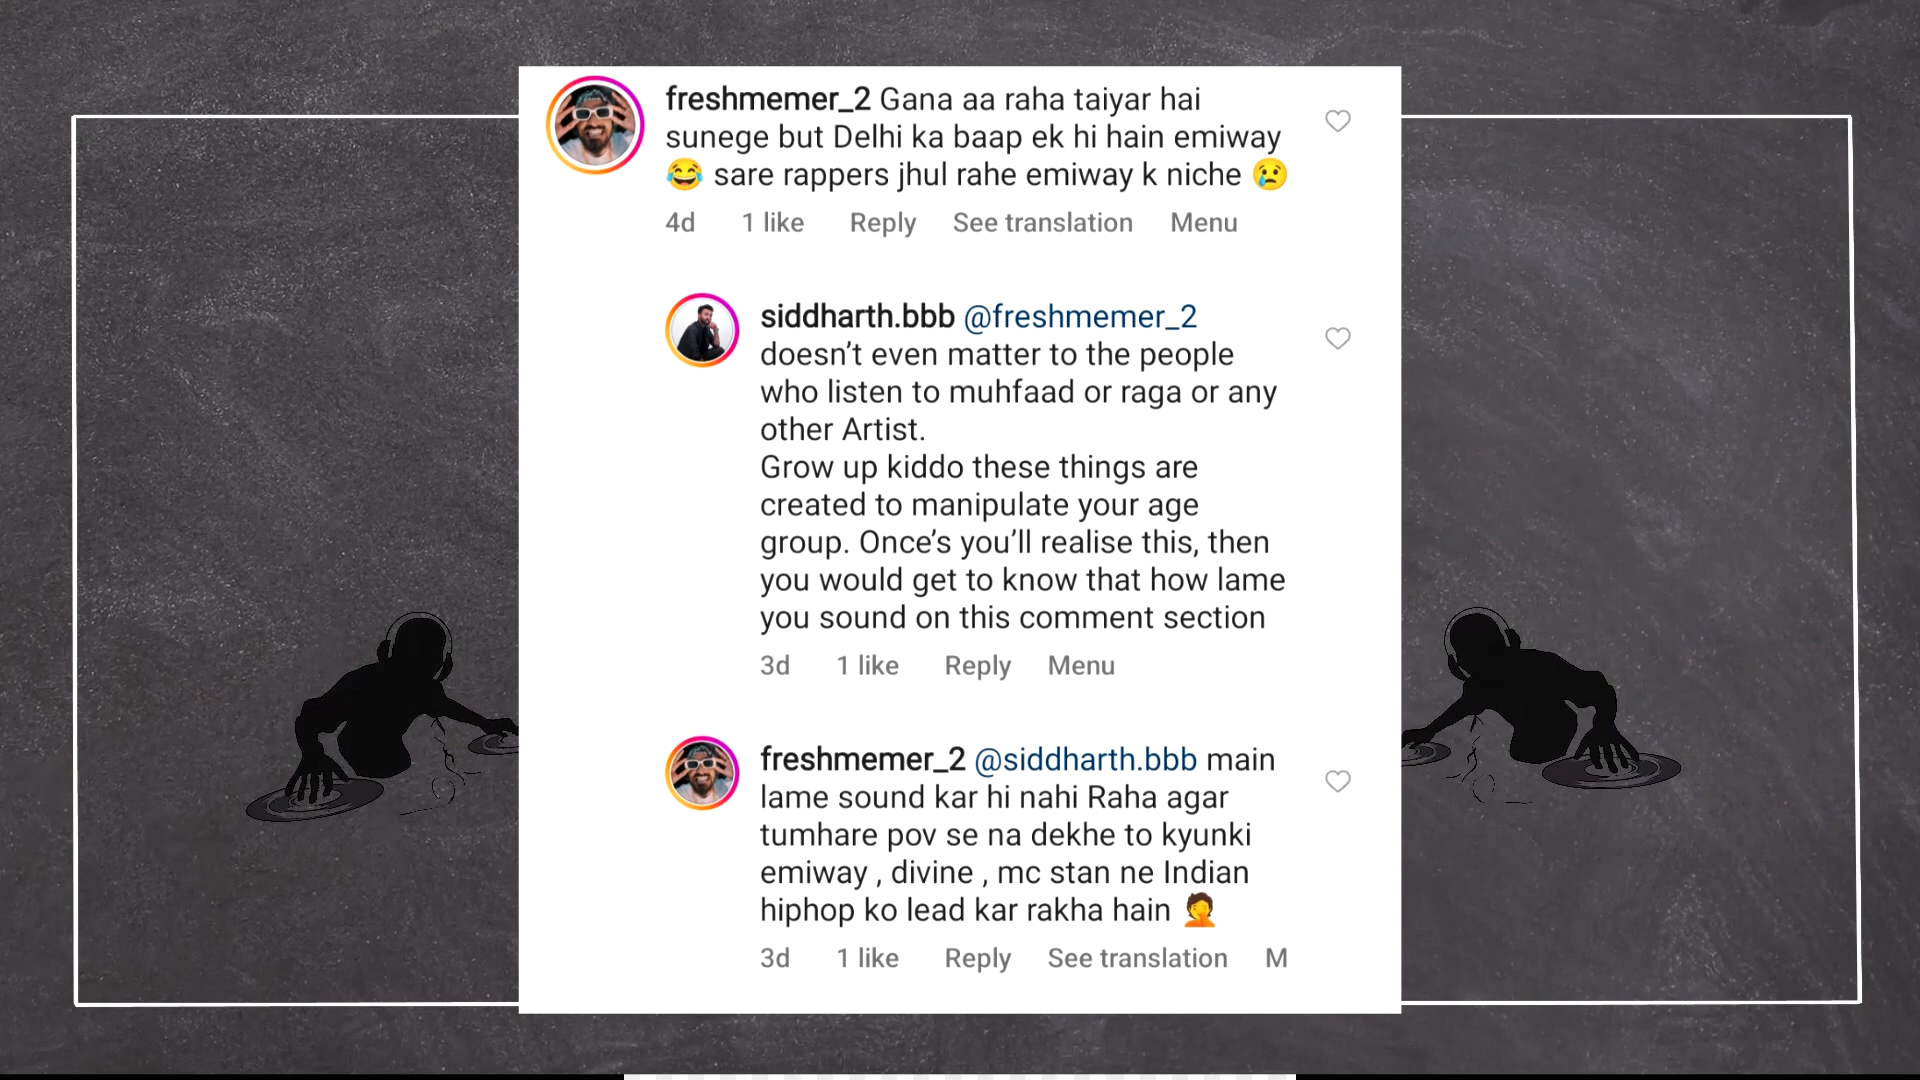 freshmemer_2 Gana aa raha taiyar hai
sunege but Delhi ka baap ek hi hain emiway
😂 sare rappers jhul rahe emiway k niche 😢
4d 1 like Reply See translation Menu
siddharth.bbb @freshmemer_2
doesn’t even matter to the people
who listen to muhfaad or raga or any
other Artist.
Grow up kiddo these things are
created to manipulate your age
group. Once’s you’ll realise this, then
you would get to know that how lame
you sound on this comment section
3d 1 like Reply Menu
freshmemer_2 @siddharth.bbb main
lame sound kar hi nahi Raha agar
tumhare pov se na dekhe to kyunki
emiway , divine , mc stan ne Indian
hiphop ko lead kar rakha hain 🤦
3d 1 like Reply See translation M